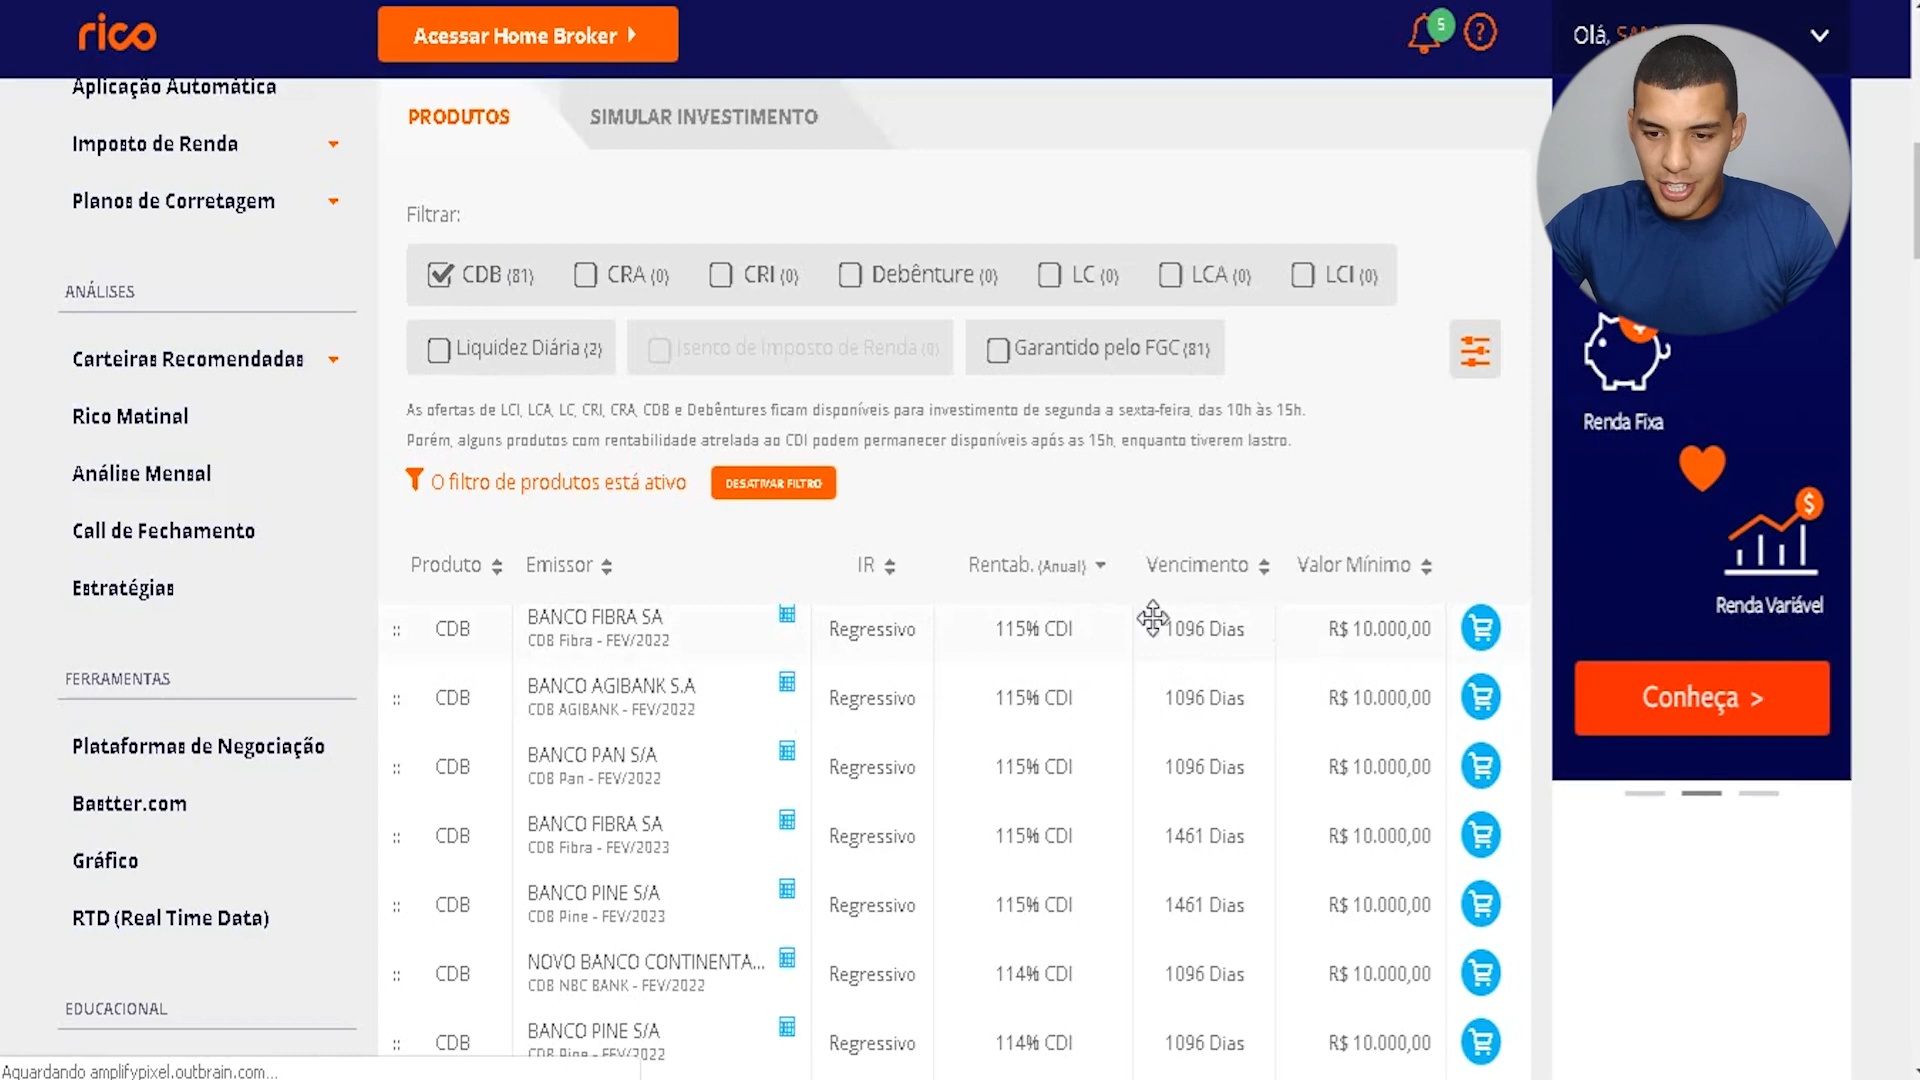 rico
Acessar Home Broker
5
?
Olá,
Aplicação Automática
Imposto de Renda
Planos de Corretagem
ANÁLISES
Carteiras Recomendadas
Rico Matinal
Análise Mensal
Call de Fechamento
Estratégias
FERRAMENTAS
Plataformas de Negociação
Bastter.com
Gráfico
RTD (Real Time Data)
EDUCACIONAL
Aguardando amplifypixel.outbrain.com...
PRODUTOS
SIMULAR INVESTIMENTO
Filtrar:
CDB (81) CRA (0) CRI (0) Debênture (0) LC (0) LCA (0) LCI (0)
Liquidez Diária (2) Isento de Imposto de Renda (0) Garantido pelo FGC (81)
As ofertas de LCI, LCA, LC, CRI, CRA, CDB e Debêntures ficam disponíveis para investimento de segunda a sexta-feira, das 10h às 15h.
Porém, alguns produtos com rentabilidade atrelada ao CDI podem permanecer disponíveis após as 15h, enquanto tiverem lastro.
O filtro de produtos está ativo DESATIVAR FILTRO
Produto Emissor IR Rentab. (Anual) Vencimento Valor Mínimo
CDB BANCO FIBRA SA Regressivo 115% CDI 1096 Dias R$ 10.000,00
CDB Fibra - FEV/2022
CDB BANCO AGIBANK S.A Regressivo 115% CDI 1096 Dias R$ 10.000,00
CDB AGIBANK - FEV/2022
CDB BANCO PAN S/A Regressivo 115% CDI 1096 Dias R$ 10.000,00
CDB Pan - FEV/2022
CDB BANCO FIBRA SA Regressivo 115% CDI 1461 Dias R$ 10.000,00
CDB Fibra - FEV/2023
CDB BANCO PINE S/A Regressivo 115% CDI 1461 Dias R$ 10.000,00
CDB Pine - FEV/2023
CDB NOVO BANCO CONTINENTA... Regressivo 114% CDI 1096 Dias R$ 10.000,00
CDB NBC BANK - FEV/2022
CDB BANCO PINE S/A Regressivo 114% CDI 1096 Dias R$ 10.000,00
CDB Pine - FEV/2022
Renda Fixa
$
Renda Variável
Conheça >